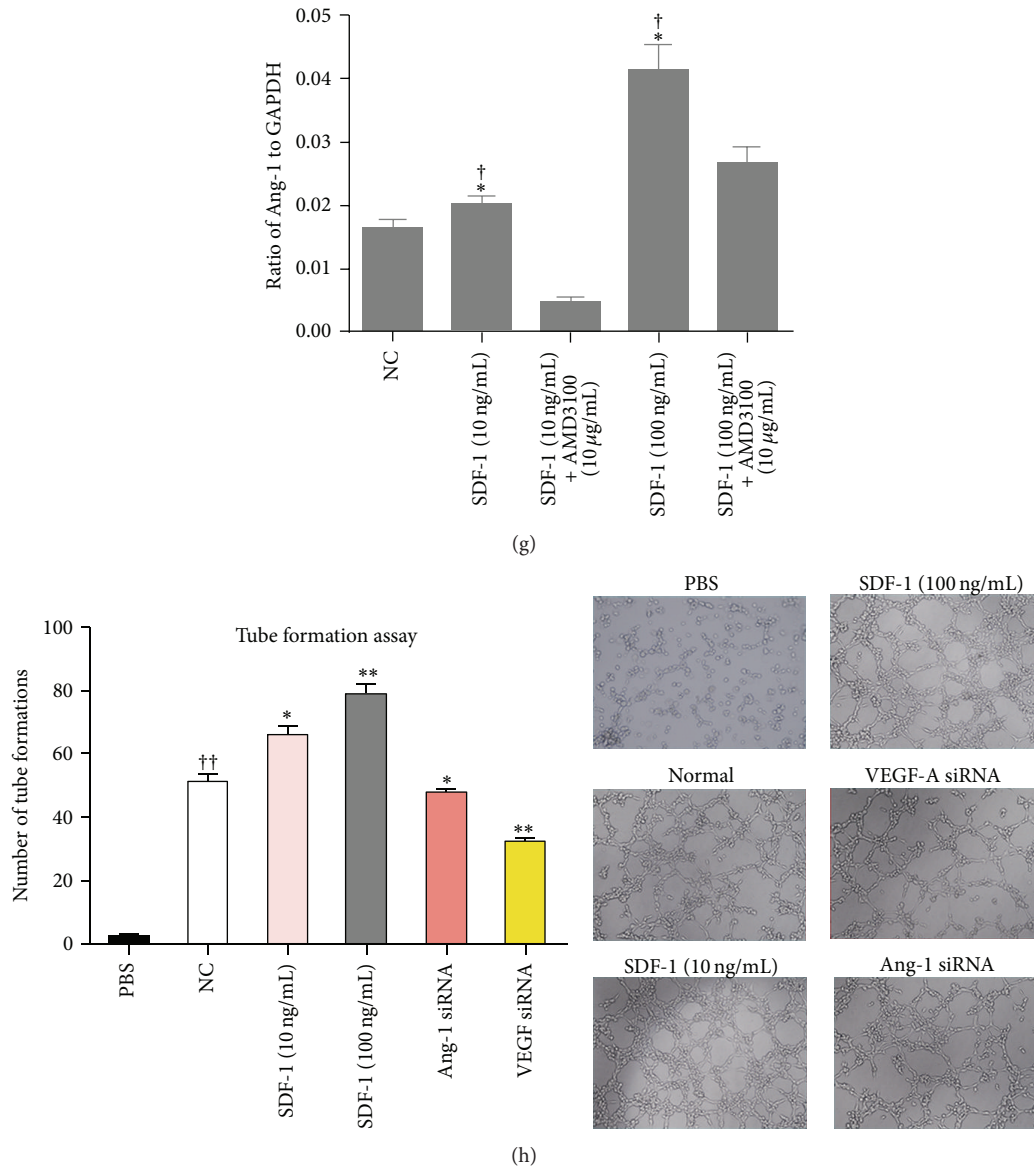 0.05
0.04
0.03
0.02
0.01
0.00
Ratio of Ang-1 to GAPDH
†
*
†
*
NC
SDF-1 (10 ng/mL)
SDF-1 (10 ng/mL)
+ AMD3100
(10 μg/mL)
SDF-1 (100 ng/mL)
SDF-1 (100 ng/mL)
+ AMD3100
(10 μg/mL)
(g)
Tube formation assay
100
80
60
40
20
0
Number of tube formations
††
*
**
*
**
PBS
NC
SDF-1 (10 ng/mL)
SDF-1 (100 ng/mL)
Ang-1 siRNA
VEGF siRNA
PBS
SDF-1 (100 ng/mL)
Normal
VEGF-A siRNA
SDF-1 (10 ng/mL)
Ang-1 siRNA
(h)